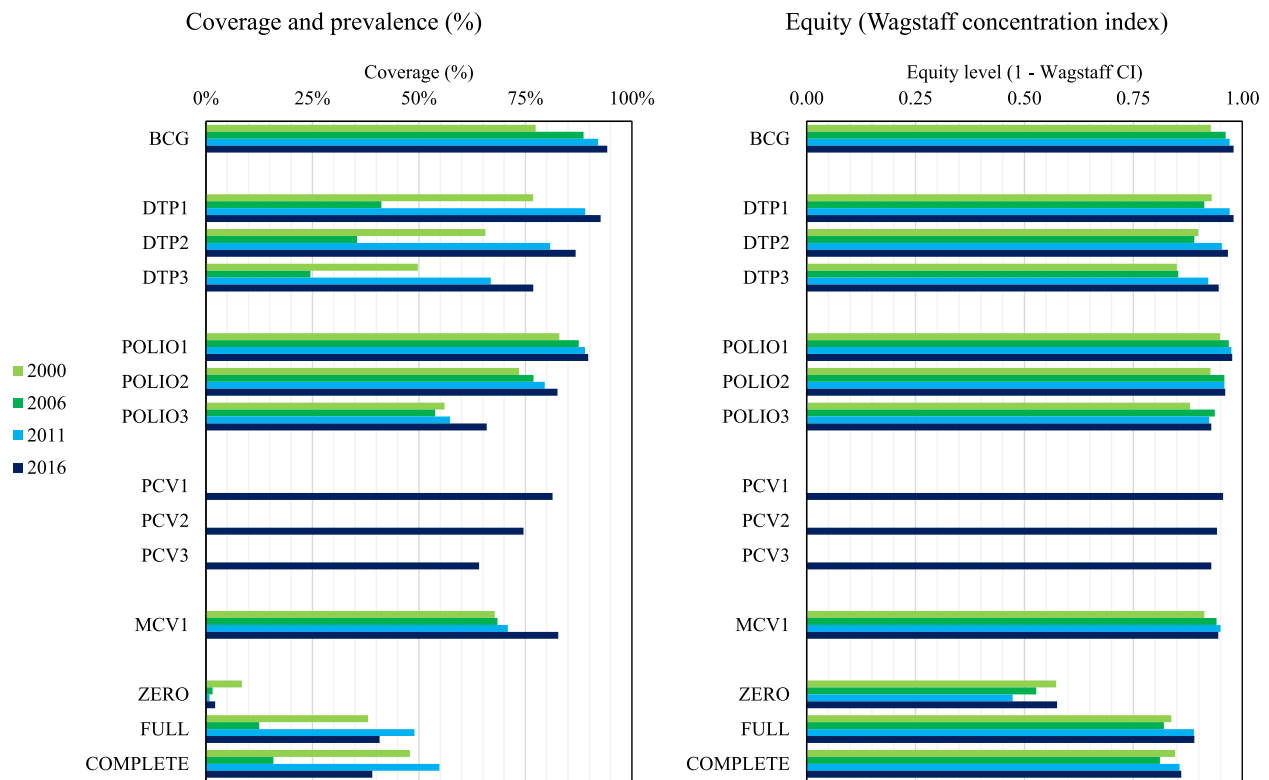 Coverage and prevalence (%)
Equity (Wagstaff concentration index)
Coverage (%)
0% 25% 50% 75% 100%
BCG
DTP1
DTP2
DTP3
POLIO1
POLIO2
POLIO3
PCV1
PCV2
PCV3
MCV1
ZERO
FULL
COMPLETE
2000
2006
2011
2016
Equity level (1 - Wagstaff CI)
0.00 0.25 0.50 0.75 1.00
BCG
DTP1
DTP2
DTP3
POLIO1
POLIO2
POLIO3
PCV1
PCV2
PCV3
MCV1
ZERO
FULL
COMPLETE